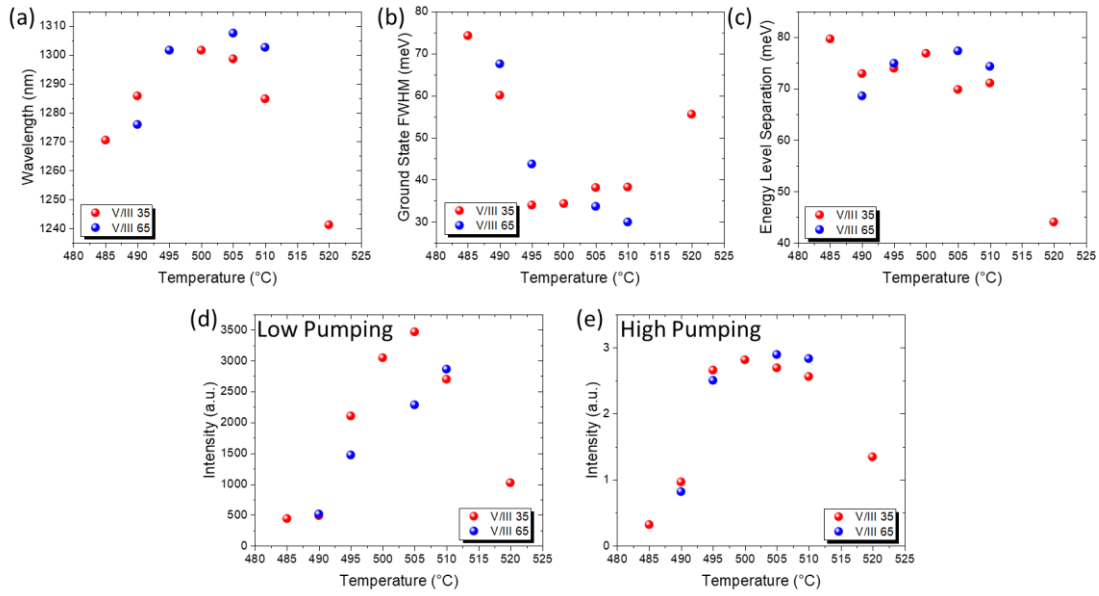 (a)
1310
1300
1290
1280
1270
1260
1250
1240
Wavelength (nm)
V/III 35
V/III 65
480 485 490 495 500 505 510 515 520 525
Temperature (°C)
(b)
80
70
60
50
40
30
Ground State FWHM (meV)
V/III 35
V/III 65
480 485 490 495 500 505 510 515 520 525
Temperature (°C)
(c)
80
70
60
50
40
Energy Level Separation (meV)
V/III 35
V/III 65
480 485 490 495 500 505 510 515 520 525
Temperature (°C)
(d)
Low Pumping
3500
3000
2500
2000
1500
1000
500
0
Intensity (a.u.)
V/III 35
V/III 65
480 485 490 495 500 505 510 515 520 525
Temperature (°C)
(e)
High Pumping
3
2
1
0
Intensity (a.u.)
V/III 35
V/III 65
480 485 490 495 500 505 510 515 520 525
Temperature (°C)